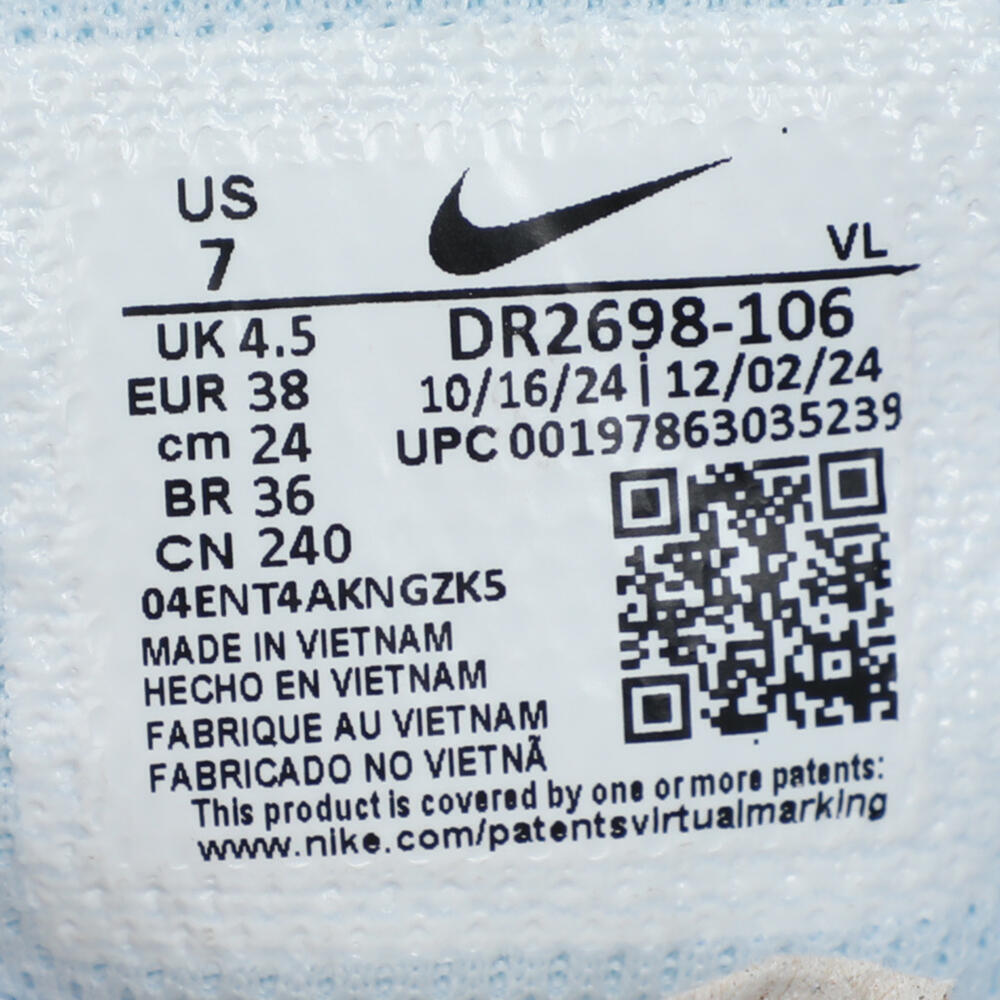 US
7
VL
UK 4.5
EUR 38
cm 24
BR 36
CN 240
DR2698-106
10/16/24 | 12/02/24
UPC 00197863035239
04ENT4AKNGZK5
MADE IN VIETNAM
HECHO EN VIETNAM
FABRIQUE AU VIETNAM
FABRICADO NO VIETNÃ
This product is covered by one or more patents:
www.nike.com/patentsvirtualmarking